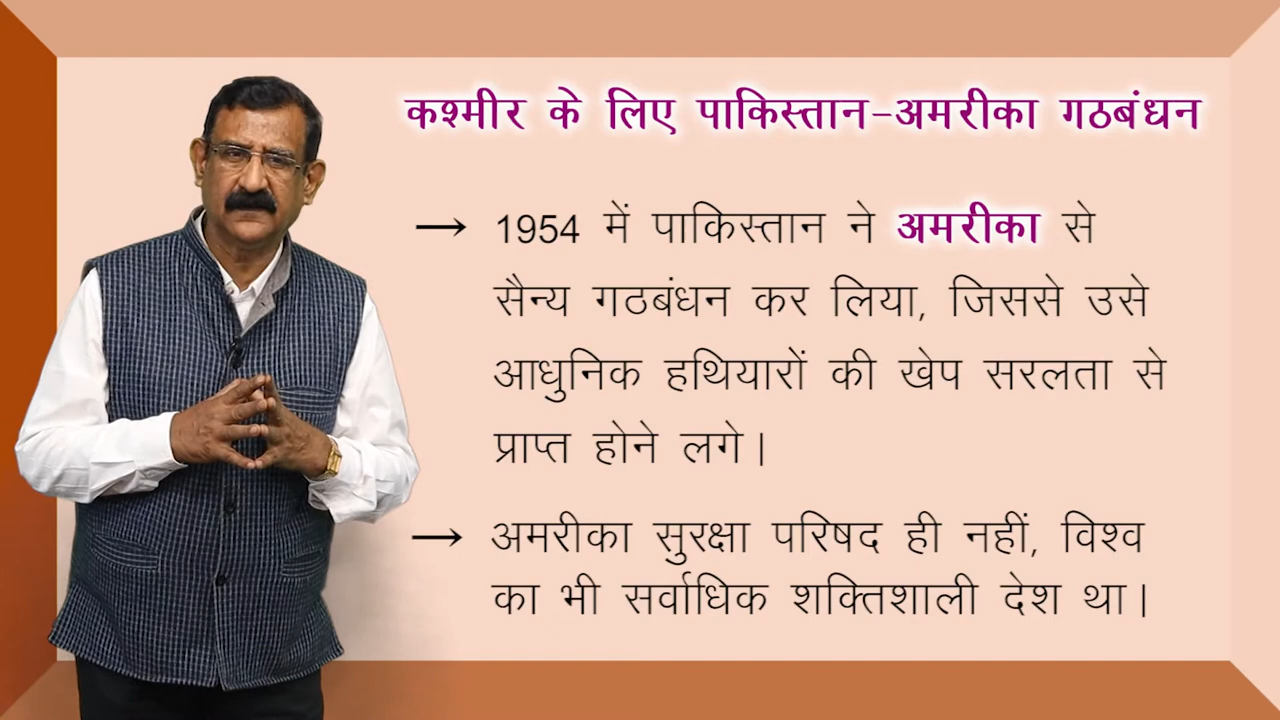 कश्मीर के लिए पाकिस्तान-अमरीका गठबंधन
→ 1954 में पाकिस्तान ने अमरीका से
सैन्य गठबंधन कर लिया, जिससे उसे
आधुनिक हथियारों की खेप सरलता से
प्राप्त होने लगे।
→ अमरीका सुरक्षा परिषद ही नहीं, विश्व
का भी सर्वाधिक शक्तिशाली देश था।